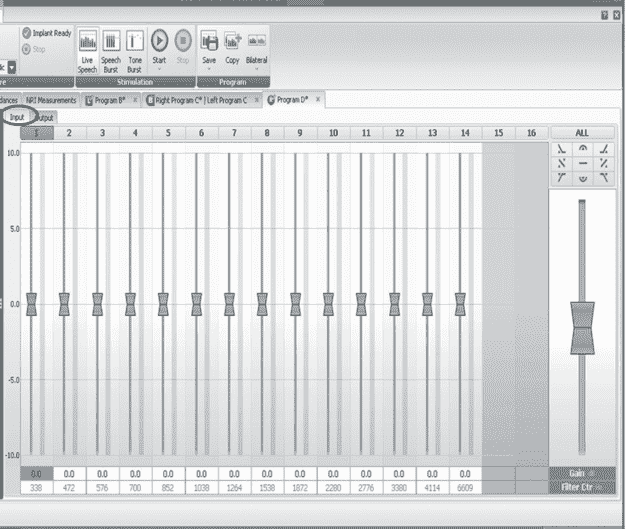 Implant Ready
Stop
Live Speech
Speech Burst
Tone Burst
Start
Stop
Save
Copy
Bilateral
Stimulation
Program
NRI Measurements
Program B*
Right Program C* | Left Program C
Program D*
Input
Output
1 2 3 4 5 6 7 8 9 10 11 12 13 14 15 16 ALL
10.0
5.0
0.0
-5.0
-10.0
0.0 0.0 0.0 0.0 0.0 0.0 0.0 0.0 0.0 0.0 0.0 0.0 0.0 0.0 Gain
338 472 576 700 852 1038 1264 1538 1872 2280 2776 3380 4114 6609 Filter Ctr